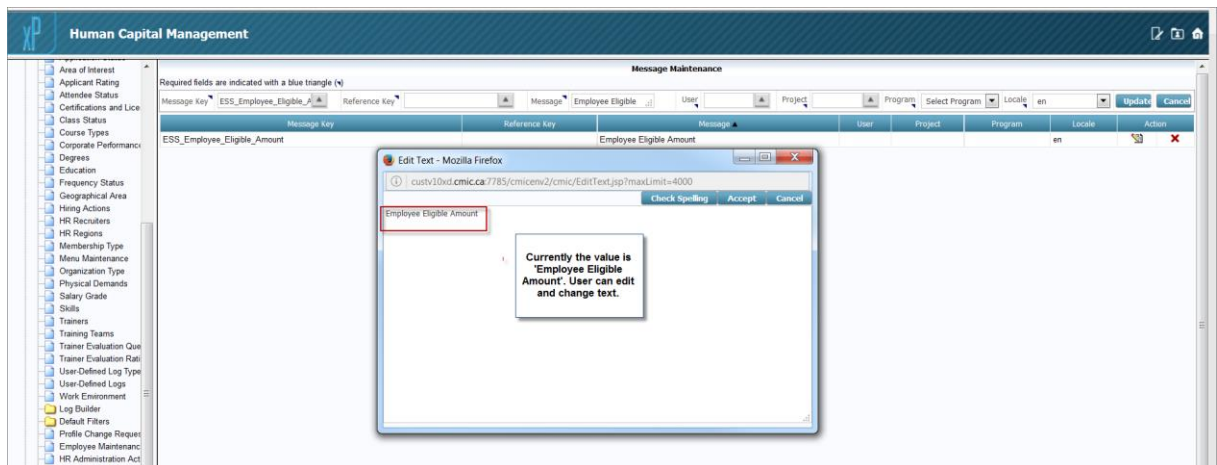 xP
Human Capital Management
Area of Interest
Applicant Rating
Attendee Status
Certifications and Lice
Class Status
Course Types
Corporate Performance
Degrees
Education
Frequency Status
Geographical Area
Hiring Actions
HR Recruiters
HR Regions
Membership Type
Menu Maintenance
Organization Type
Physical Demands
Salary Grade
Skills
Trainers
Training Teams
Trainer Evaluation Que
Trainer Evaluation Rati
User-Defined Log Type
User-Defined Logs
Work Environment
Log Builder
Default Filters
Profile Change Reques
Employee Maintenanc
HR Administration Act
Message Maintenance
Required fields are indicated with a blue triangle ( )
Message Key ESS_Employee_Eligible_A Reference Key Message Employee Eligible ... User Project Program Select Program Locale en Update Cancel
Message Key Reference Key Message User Project Program Locale Action
ESS_Employee_Eligible_Amount Employee Eligible Amount en
Edit Text - Mozilla Firefox
custv10xd.cmic.ca:7785/cmicenv2/cmic/EditText.jsp?maxLimit=4000
Check Spelling Accept Cancel
Employee Eligible Amount
Currently the value is
'Employee Eligible
Amount'. User can edit
and change text.